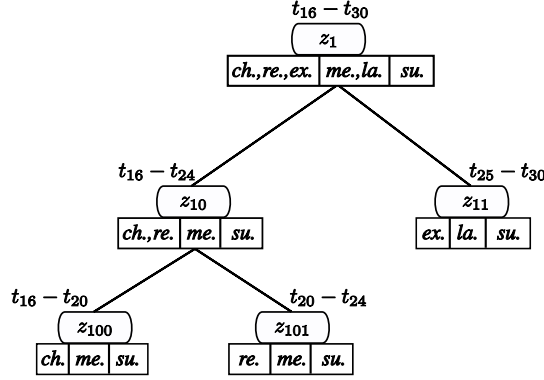 t₁₆ − t₃₀
z₁
ch.,re.,ex. me.,la. su.
t₁₆ − t₂₄
z₁₀
ch.,re. me. su.
t₂₅ − t₃₀
z₁₁
ex. la. su.
t₁₆ − t₂₀
z₁₀₀
ch. me. su.
t₂₀ − t₂₄
z₁₀₁
re. me. su.